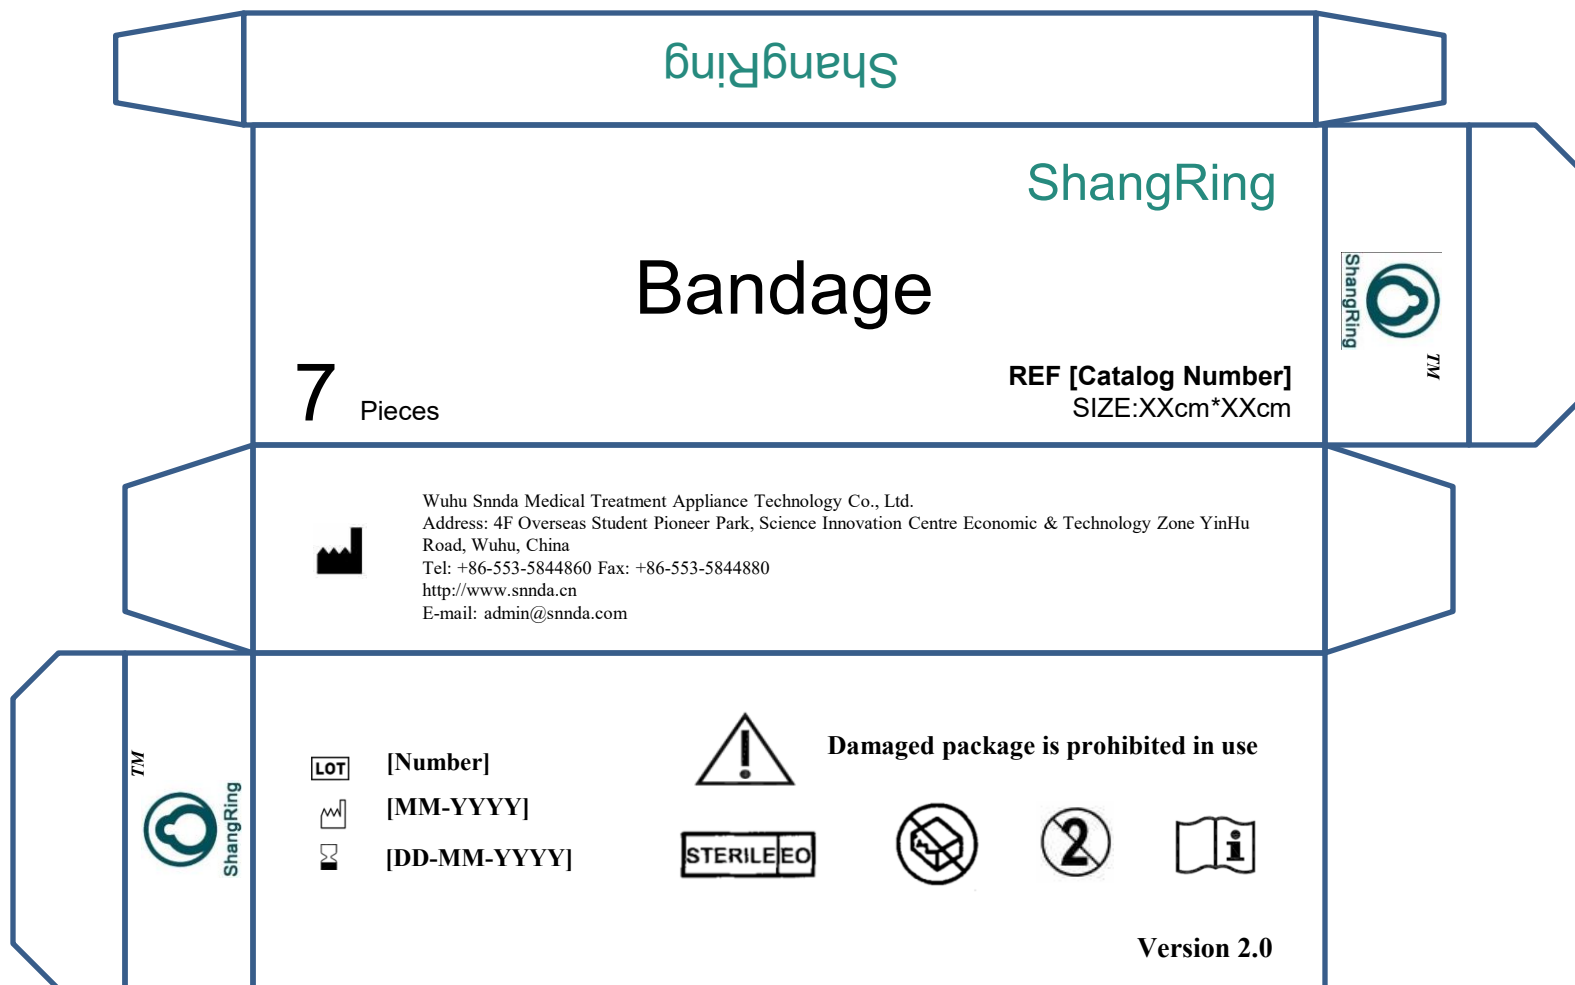 ShangRing
ShangRing
Bandage
7 Pieces
REF [Catalog Number]
SIZE:XXcm*XXcm
ShangRing
TM
Wuhu Snnda Medical Treatment Appliance Technology Co., Ltd.
Address: 4F Overseas Student Pioneer Park, Science Innovation Centre Economic & Technology Zone YinHu
Road, Wuhu, China
Tel: +86-553-5844860 Fax: +86-553-5844880
http://www.snnda.cn
E-mail: admin@snnda.com
TM
ShangRing
LOT [Number]
[MM-YYYY]
[DD-MM-YYYY]
Damaged package is prohibited in use
STERILE EO
2
i
Version 2.0